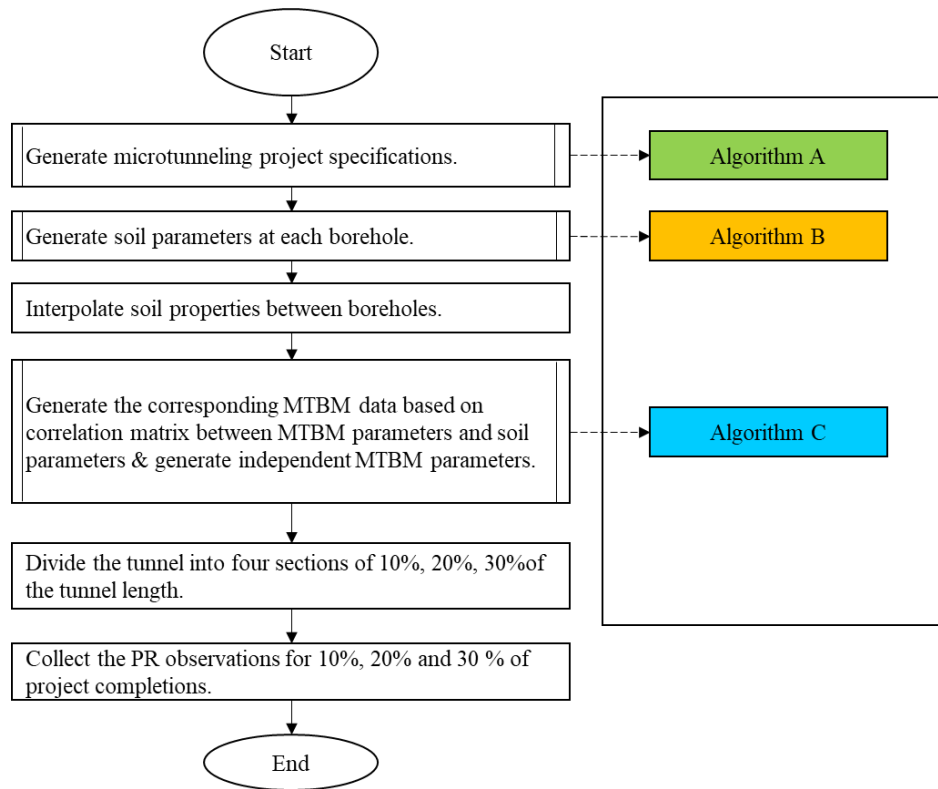 Start
Generate microtunneling project specifications.
Algorithm A
Generate soil parameters at each borehole.
Algorithm B
Interpolate soil properties between boreholes.
Generate the corresponding MTBM data based on
correlation matrix between MTBM parameters and soil
parameters & generate independent MTBM parameters.
Algorithm C
Divide the tunnel into four sections of 10%, 20%, 30%of
the tunnel length.
Collect the PR observations for 10%, 20% and 30 % of
project completions.
End